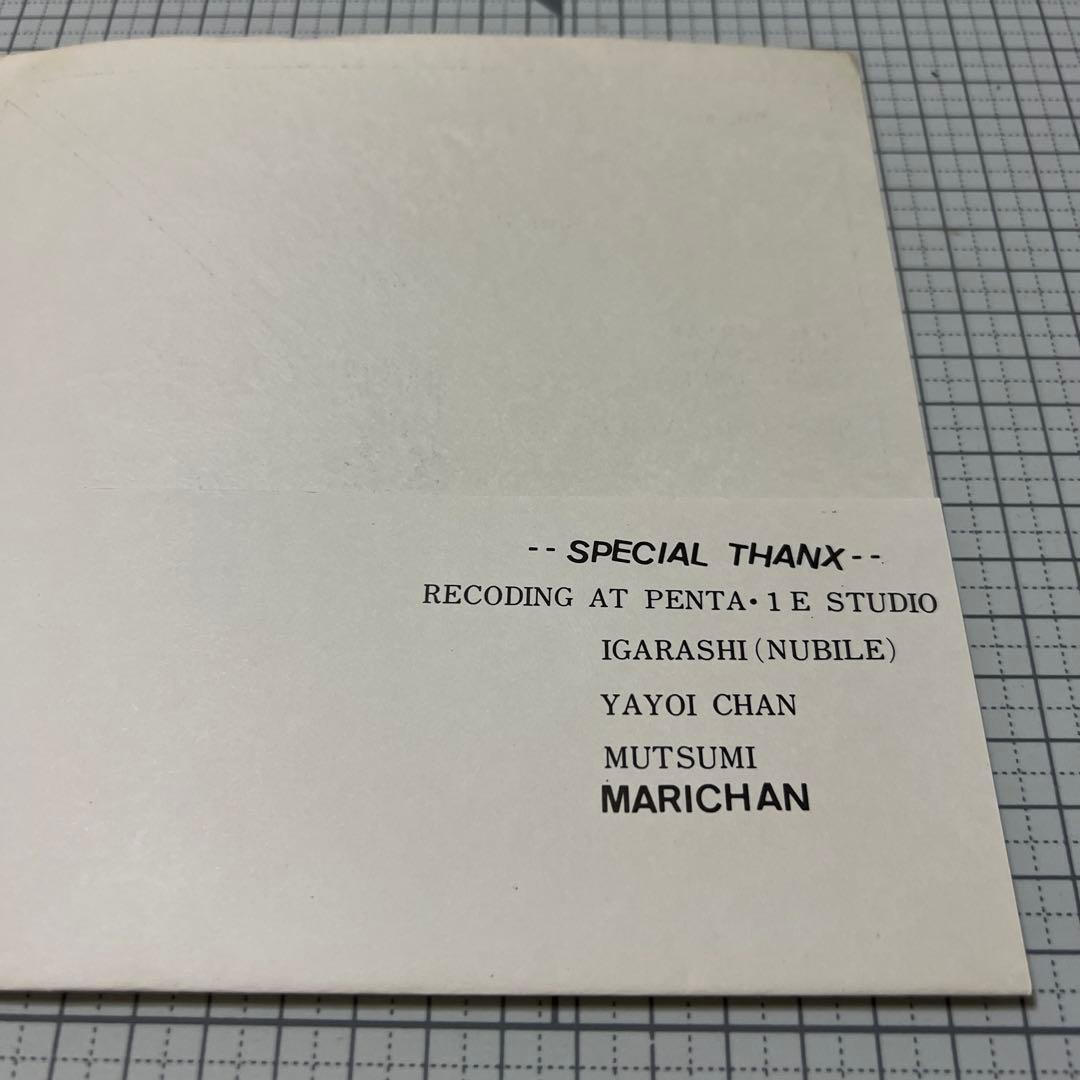 -- SPECIAL THANX --
RECODING AT PENTA・1E STUDIO
IGARASHI(NUBILE)
YAYOI CHAN
MUTSUMI
MARICHAN